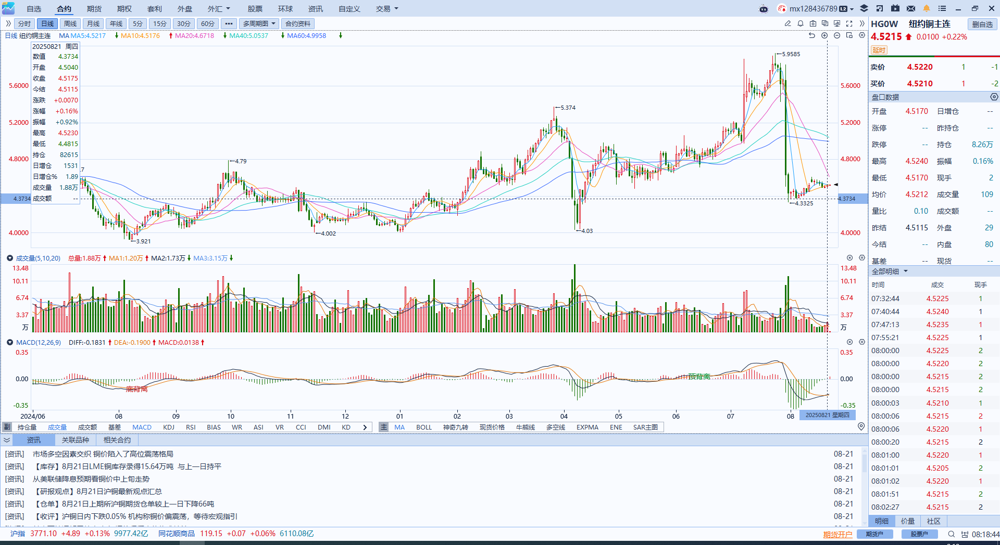 自选 合约 期货 期权 套利 外盘 外汇 股票 环球 资讯 自定义 交易 mx128436789 L2
分时 日线 周线 月线 年线 5分 15分 30分 60分 ••• 多周期图 合约资料
HG0W 纽约铜主连 删自选
日线 纽约铜主连 MA MA5:4.5217 MA10:4.5176 MA20:4.6718 MA40:5.0537 MA60:4.9958
4.5215 0.0100 +0.22%
延时
20250821 周四
数值 4.3734
开盘 4.5040
收盘 4.5175
今结 4.5115
涨跌 +0.0070
涨幅 +0.16%
振幅 +0.92%
最高 4.5230
最低 4.4815
持仓 82615
日增仓 1531
日增仓% 1.89
成交量 1.88万
成交额 --
5.6000
5.2000
4.8000
4.3734
4.0000
5.9585
5.374
4.79
.7
4.3325
4.03
4.002
3.921
5.6000
5.2000
4.8000
4.3734
4.0000
成交量(5,10,20) 总量:1.88万 MA1:1.20万 MA2:1.73万 MA3:3.15万
13.48
10.11
6.74
3.37
万
13.48
10.11
6.74
3.37
万
MACD(12,26,9) DIFF:-0.1831 DEA:-0.1900 MACD:0.0138
0.35
0.00
-0.35
底背离
顶背离
0.35
0.00
-0.35
2024/06 08 09 10 11 12 01 02 03 04 05 06 07 08 20250821 星期四
副 持仓量 成交量 成交额 基差 MACD KDJ RSI BIAS WR ASI VR CCI DMI KD 主 MA BOLL 神奇九转 现货价格 牛熊线 多空线 EXPMA ENE SAR主图
资讯 关联品种 相关合约
[资讯] 市场多空因素交织 铜价陷入了高位震荡格局 08-21
[资讯] 【库存】8月21日LME铜库存录得15.64万吨 与上一日持平 08-21
[资讯] 从美联储降息预期看铜价中上旬走势 08-21
[资讯] 【研报观点】8月21日沪铜最新观点汇总 08-21
[资讯] 【仓单】8月21日上期所沪铜期货仓单较上一日下降66吨 08-21
[资讯] 【收评】沪铜日内下跌0.05% 机构称铜价偏震荡，等待宏观指引 08-21
卖价 4.5220 1 -1
买价 4.5210 1 -2
盘口数据
开盘 4.5170 日增仓 --
涨停 -- 昨持仓 --
跌停 -- 持仓 8.26万
最高 4.5240 振幅 0.16%
最低 4.5170 现手 2
均价 4.5212 成交量 109
量比 0.10 成交额 --
昨结 4.5115 外盘 29
今结 -- 内盘 80
基差 -- 现货 --
全部明细
时间 成交 现手
07:32:44 4.5225 1
07:40:44 4.5240 1
07:47:13 4.5235 1
07:55:21 4.5225 1
08:00:00 4.5225 2
08:00:00 4.5220 2
08:00:00 4.5215 2
08:00:00 4.5215 2
08:00:03 4.5210 1
08:00:06 4.5215 2
08:00:06 4.5220 1
08:00:20 4.5215 2
08:01:00 4.5220 1
08:01:01 4.5205 2
08:01:02 4.5220 1
08:01:51 4.5215 2
08:02:27 4.5215 2
明细 价量 社区
沪指 3771.10 +4.89 +0.13% 9977.42亿 同花顺商品 119.15 +0.07 +0.06% 6110.08亿 期货开户 期货户 股票户 08:18:44